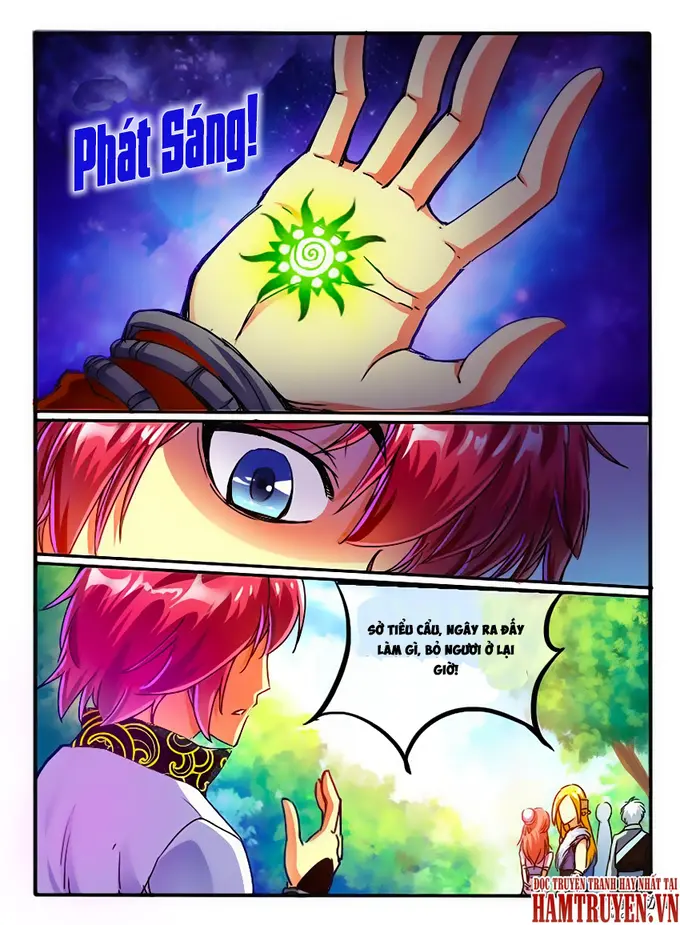 Phát Sáng!
SỞ TIỂU CẨU, NGÂY RA ĐẤY
LÀM GÌ, BỎ NGƯƠI Ở LẠI
GIỜ!
ĐỌC TRUYỆN TRANH HAY NHẤT TẠI
HAMTRUYEN.VN